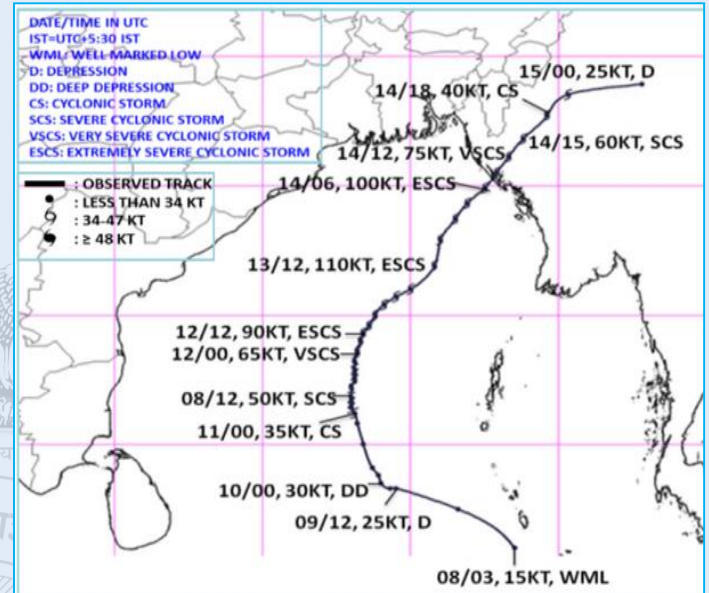 DATE/TIME IN UTC
IST=UTC+5:30 IST
WML: WELL MARKED LOW
D: DEPRESSION
DD: DEEP DEPRESSION
CS: CYCLONIC STORM
SCS: SEVERE CYCLONIC STORM
VSCS: VERY SEVERE CYCLONIC STORM
ESCS: EXTREMELY SEVERE CYCLONIC STORM
: OBSERVED TRACK
: LESS THAN 34 KT
: 34-47 KT
: ≥ 48 KT
15/00, 25KT, D
14/18, 40KT, CS
14/15, 60KT, SCS
14/12, 75KT, VSCS
14/06, 100KT, ESCS
13/12, 110KT, ESCS
12/12, 90KT, ESCS
12/00, 65KT, VSCS
08/12, 50KT, SCS
11/00, 35KT, CS
10/00, 30KT, DD
09/12, 25KT, D
08/03, 15KT, WML